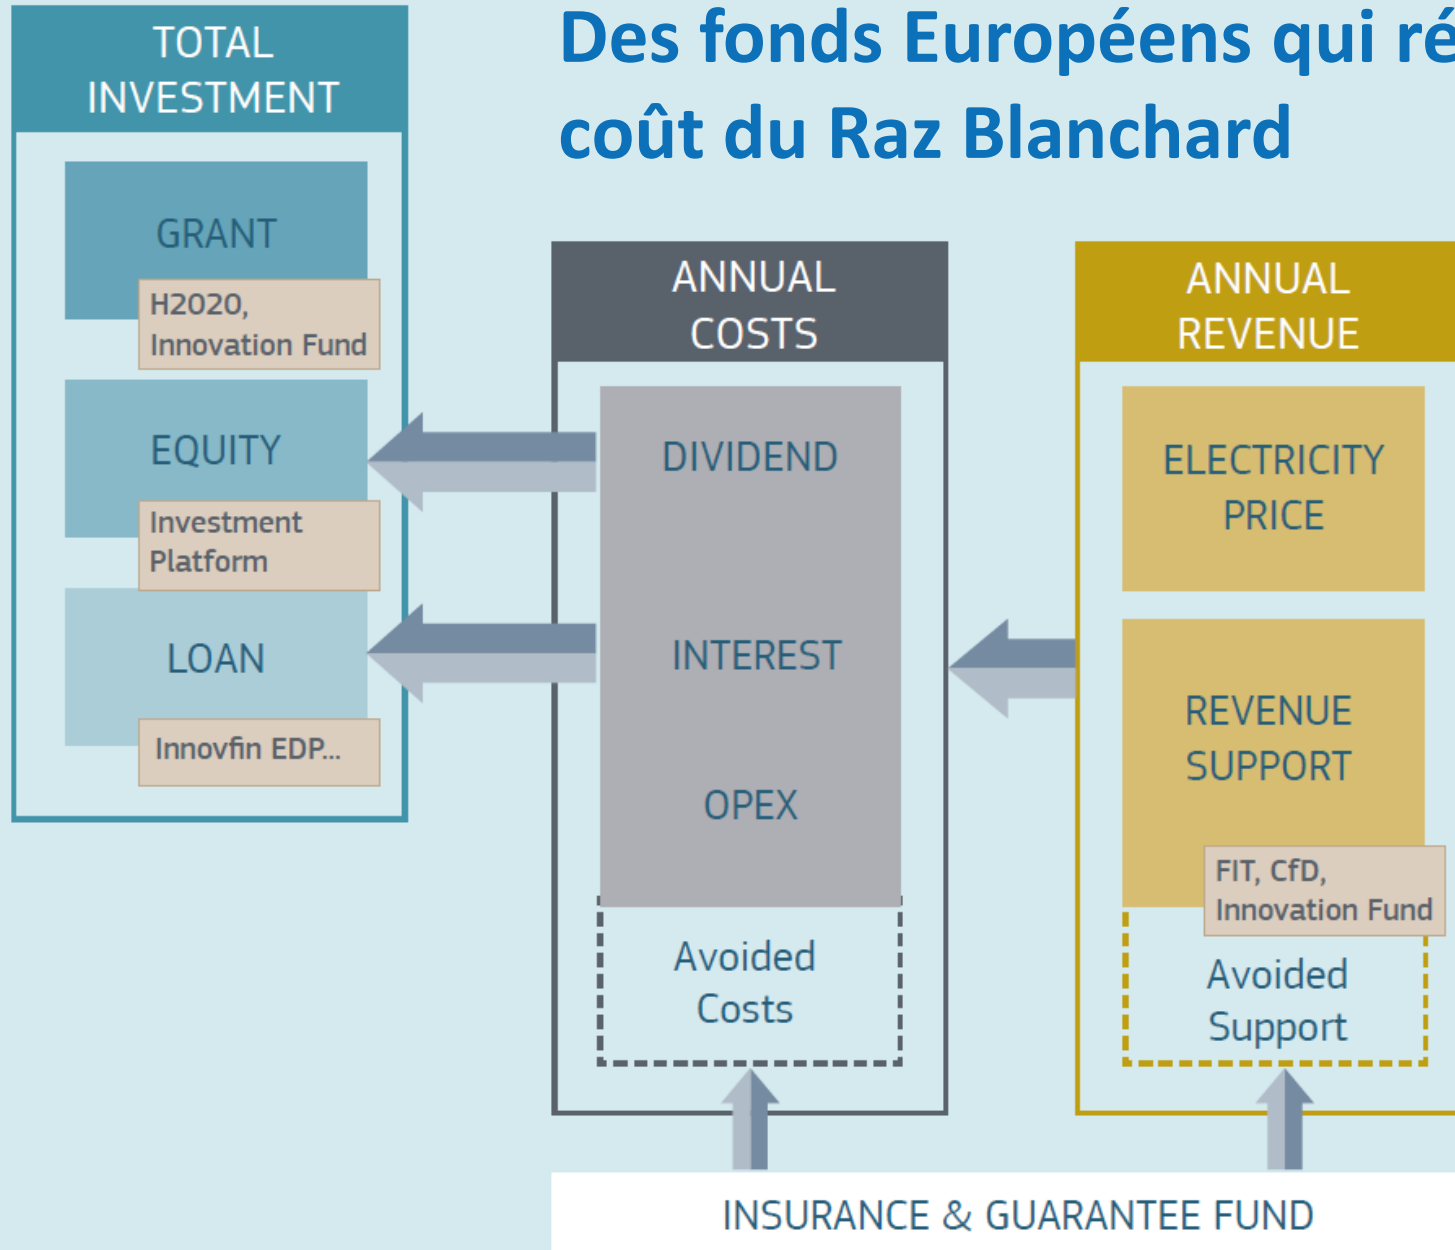 Des fonds Européens qui ré
coût du Raz Blanchard
TOTAL
INVESTMENT
GRANT
H2020,
Innovation Fund
EQUITY
Investment
Platform
LOAN
Innovfin EDP...
ANNUAL
COSTS
DIVIDEND
INTEREST
OPEX
Avoided
Costs
ANNUAL
REVENUE
ELECTRICITY
PRICE
REVENUE
SUPPORT
FIT, CfD,
Innovation Fund
Avoided
Support
INSURANCE & GUARANTEE FUND